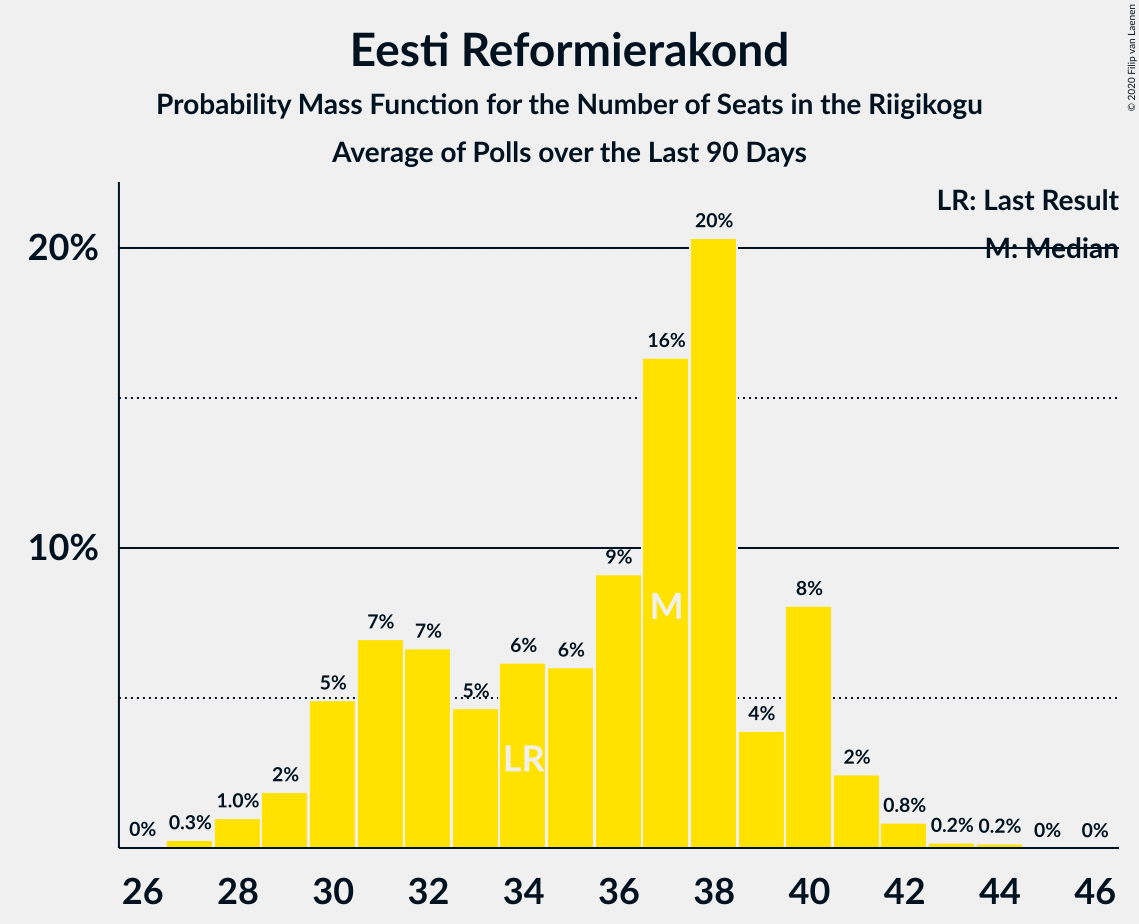 Eesti Reformierakond
Probability Mass Function for the Number of Seats in the Riigikogu
Average of Polls over the Last 90 Days
© 2020 Filip van Laenen
LR: Last Result
M: Median
20%
10%
0%
0.3%
1.0%
2%
5%
7%
7%
5%
6%
6%
9%
16%
20%
4%
8%
2%
0.8%
0.2%
0.2%
0%
0%
LR
M
26 28 30 32 34 36 38 40 42 44 46